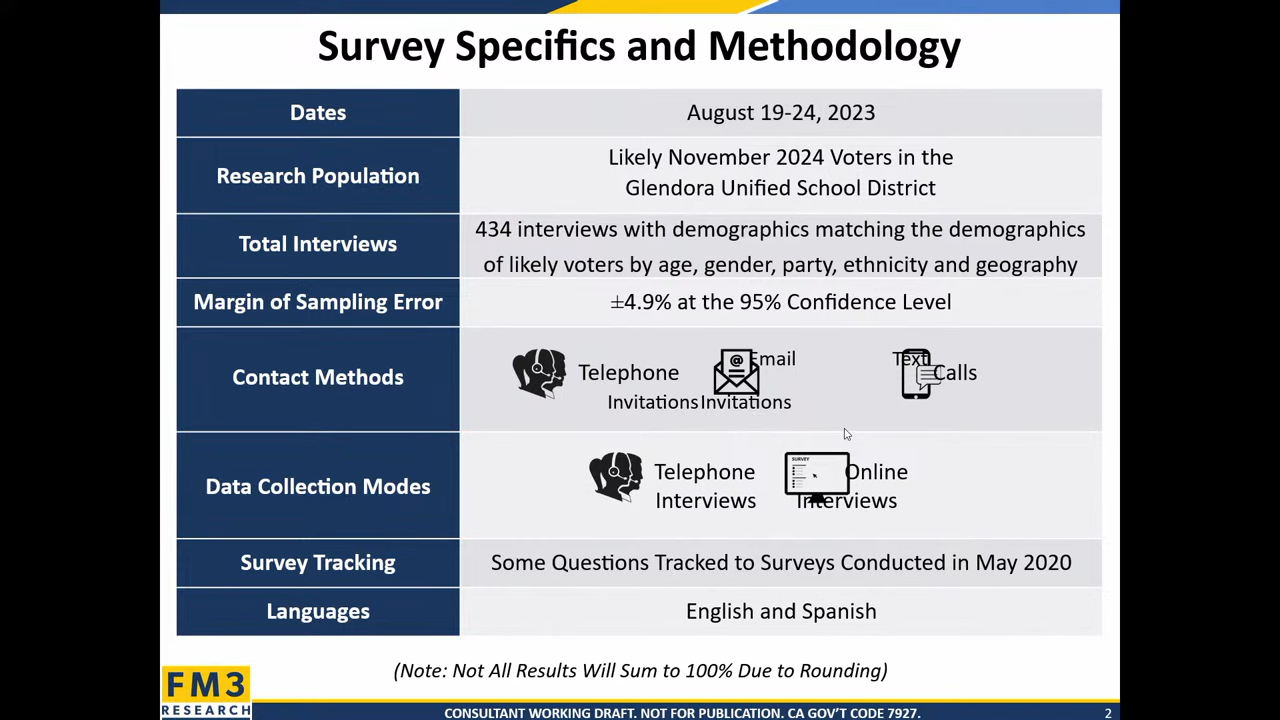 Survey Specifics and Methodology
Dates
August 19-24, 2023
Research Population
Likely November 2024 Voters in the
Glendora Unified School District
Total Interviews
434 interviews with demographics matching the demographics
of likely voters by age, gender, party, ethnicity and geography
Margin of Sampling Error
±4.9% at the 95% Confidence Level
Contact Methods
Telephone
Email
Text
Calls
Invitations
Invitations
@
Data Collection Modes
Telephone
Interviews
SURVEY
Online
Interviews
Survey Tracking
Some Questions Tracked to Surveys Conducted in May 2020
Languages
English and Spanish
(Note: Not All Results Will Sum to 100% Due to Rounding)
FM3
RESEARCH
CONSULTANT WORKING DRAFT. NOT FOR PUBLICATION. CA GOV'T CODE 7927.
2